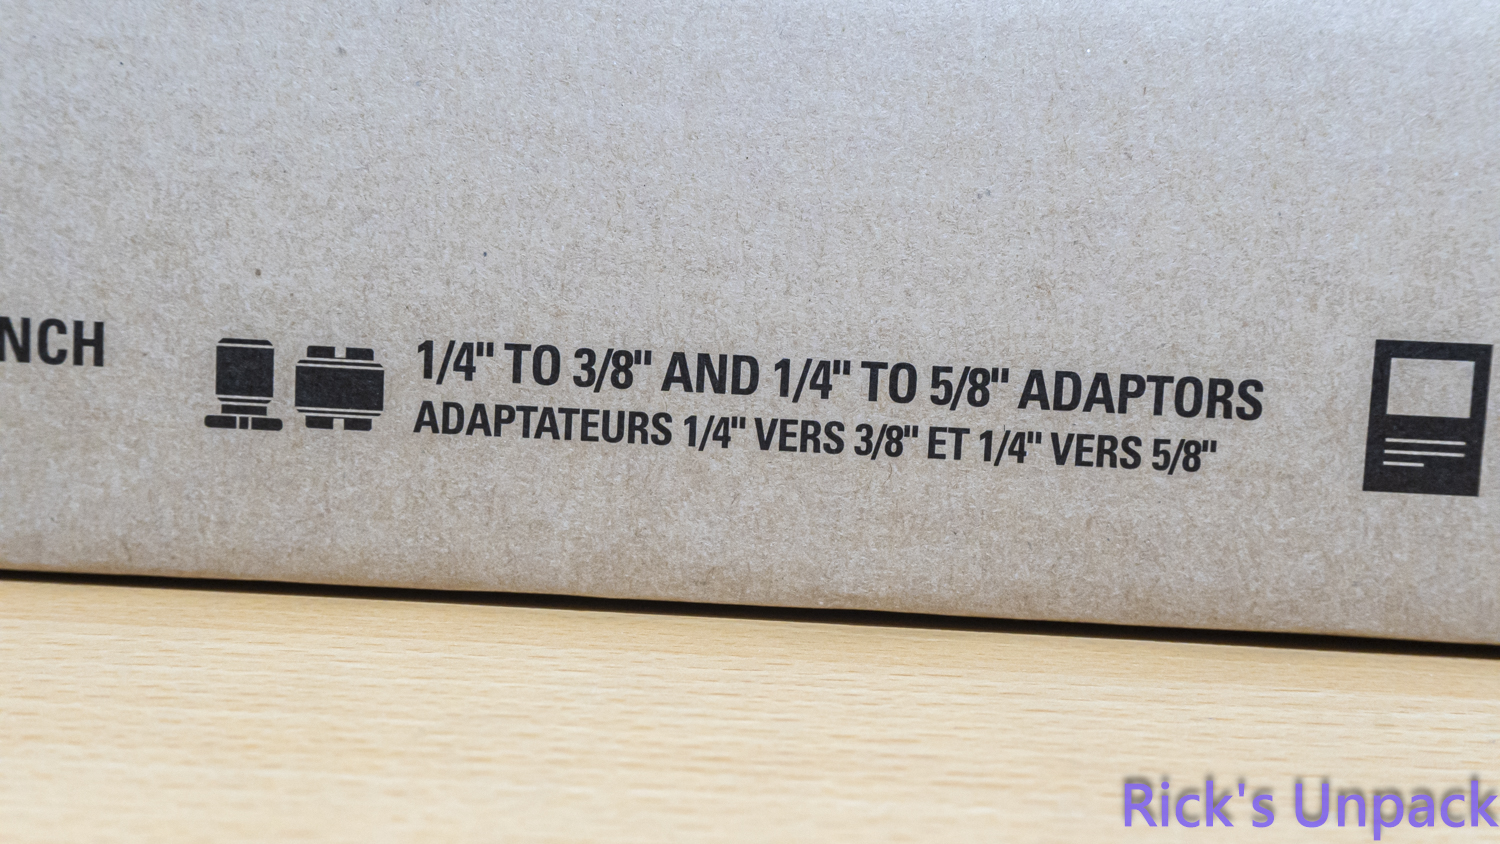 NCH
1/4" TO 3/8" AND 1/4" TO 5/8" ADAPTORS
ADAPTATEURS 1/4" VERS 3/8" ET 1/4" VERS 5/8"
Rick's Unpack